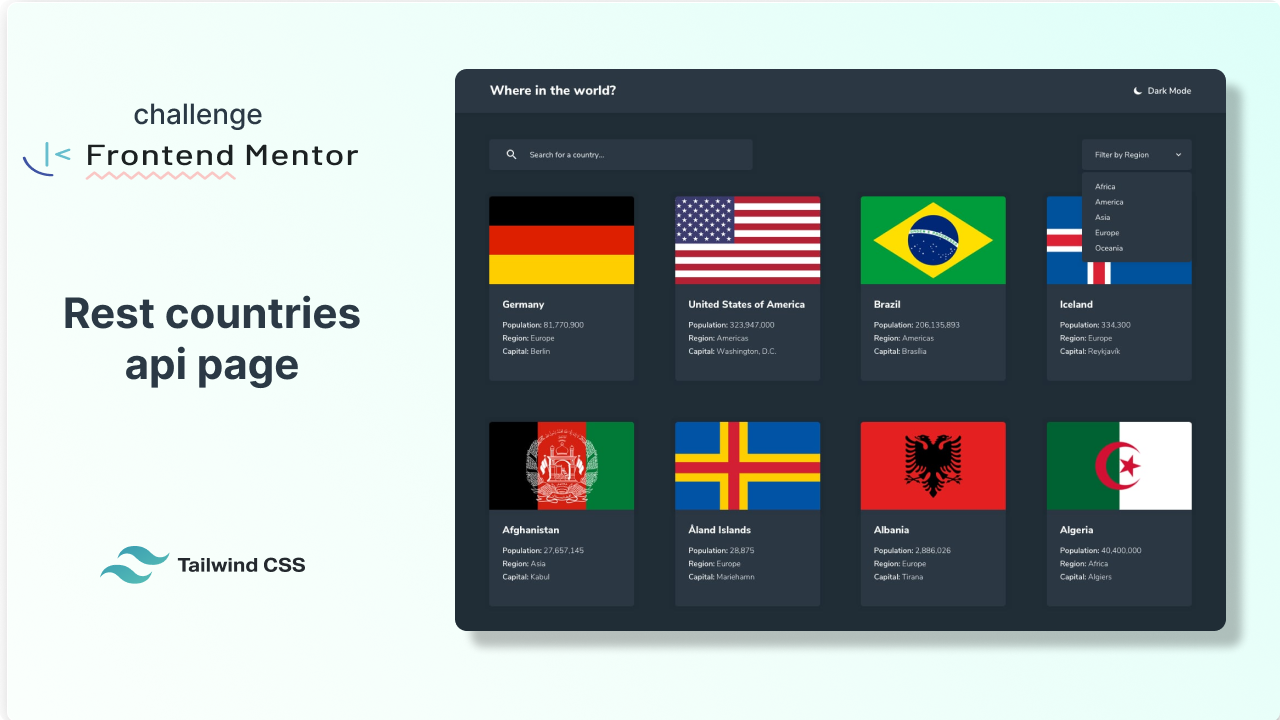 challenge
Frontend Mentor
Rest countries
api page
Tailwind CSS
Where in the world?
Dark Mode
Search for a country...
Filter by Region
Africa
America
Asia
Europe
Oceania
Germany
Population: 81,770,900
Region: Europe
Capital: Berlin
United States of America
Population: 323,947,000
Region: Americas
Capital: Washington, D.C.
Brazil
Population: 206,135,893
Region: Americas
Capital: Brasília
Iceland
Population: 334,300
Region: Europe
Capital: Reykjavík
Afghanistan
Population: 27,657,145
Region: Asia
Capital: Kabul
Åland Islands
Population: 28,875
Region: Europe
Capital: Mariehamn
Albania
Population: 2,886,026
Region: Europe
Capital: Tirana
Algeria
Population: 40,400,000
Region: Africa
Capital: Algiers